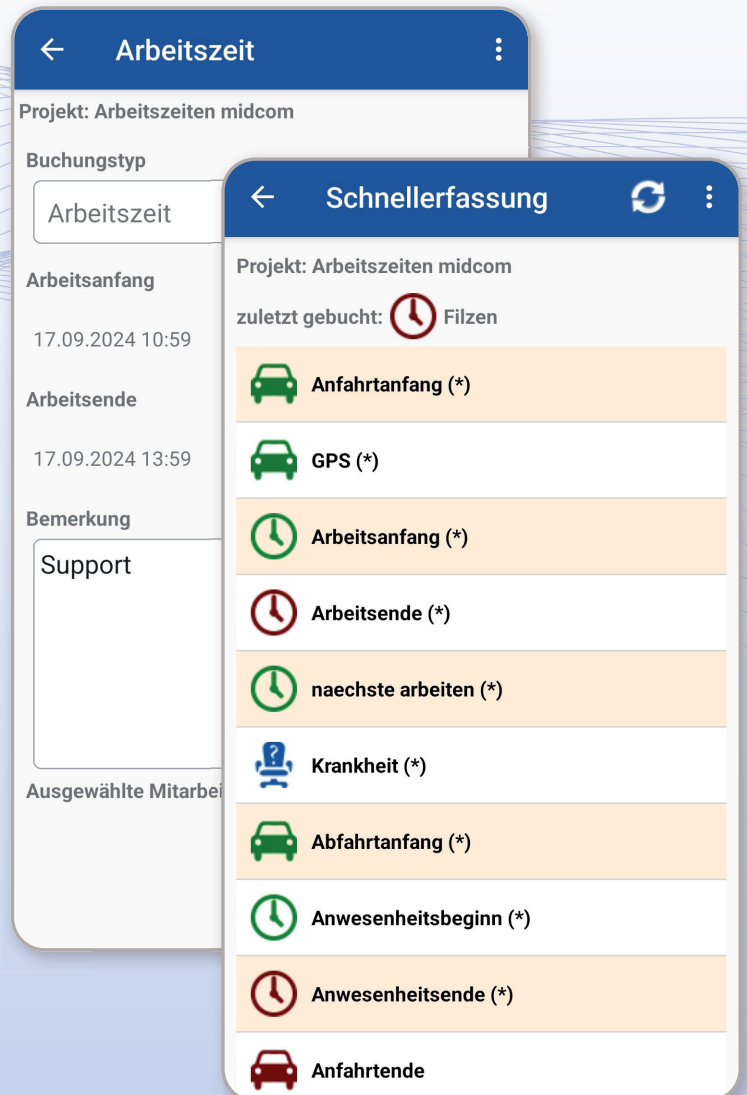 Arbeitszeit
Projekt: Arbeitszeiten midcom
Buchungstyp
Arbeitszeit
Arbeitsanfang
17.09.2024 10:59
Arbeitsende
17.09.2024 13:59
Bemerkung
Support
Ausgewählte
Schnellerfassung
Projekt: Arbeitszeiten midcom
zuletzt gebucht: Filzen
Anfahrtanfang (*)
GPS (*)
Arbeitsanfang (*)
Arbeitsende (*)
naechste arbeiten (*)
Krankheit (*)
?
Abfahrtanfang (*)
Anwesenheitsbeginn (*)
Anwesenheitsende (*)
Anfahrtende